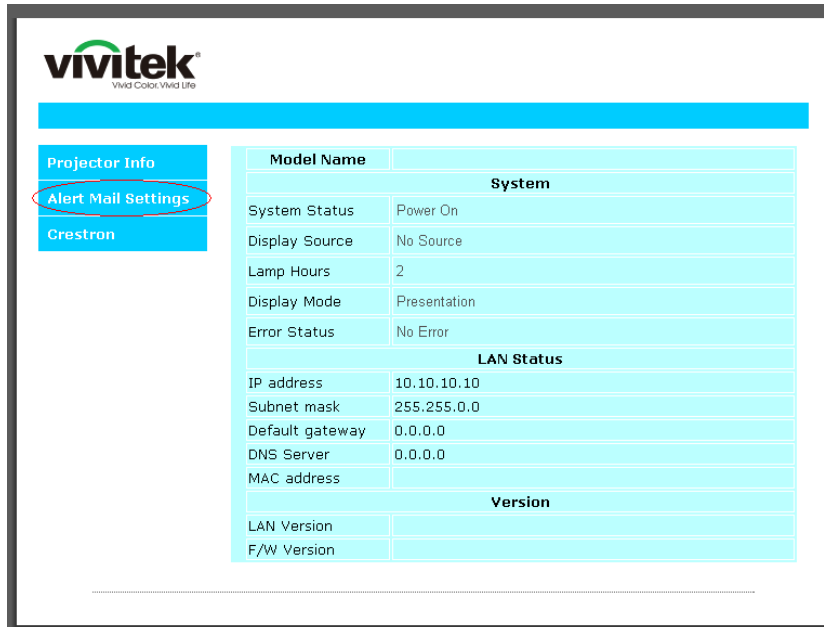 vivitek®
Vivid Color. Vivid Life
Projector Info
Alert Mail Settings
Crestron
Model Name
System
System Status Power On
Display Source No Source
Lamp Hours 2
Display Mode Presentation
Error Status No Error
LAN Status
IP address 10.10.10.10
Subnet mask 255.255.0.0
Default gateway 0.0.0.0
DNS Server 0.0.0.0
MAC address
Version
LAN Version
F/W Version